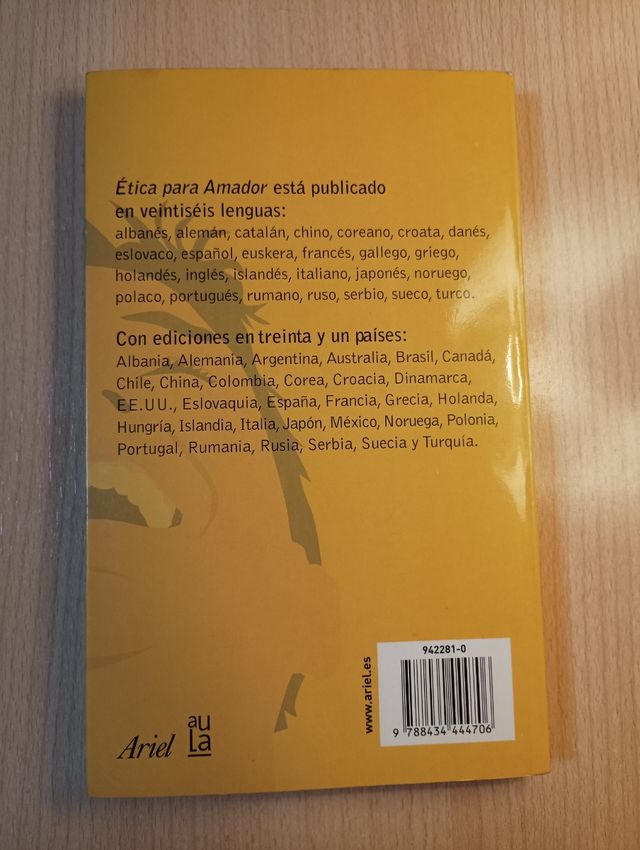 Ética para Amador está publicado
en veintiséis lenguas:
albanés, alemán, catalán, chino, coreano, croata, danés,
eslovaco, español, euskera, francés, gallego, griego,
holandés, inglés, islandés, italiano, japonés, noruego,
polaco, portugués, rumano, ruso, serbio, sueco, turco.
Con ediciones en treinta y un países:
Albania, Alemania, Argentina, Australia, Brasil, Canadá,
Chile, China, Colombia, Corea, Croacia, Dinamarca,
EE.UU., Eslovaquia, España, Francia, Grecia, Holanda,
Hungría, Islandia, Italia, Japón, México, Noruega, Polonia,
Portugal, Rumania, Rusia, Serbia, Suecia y Turquía.
942281-0
www.ariel.es
9 788434 444706
Ariel
au
La